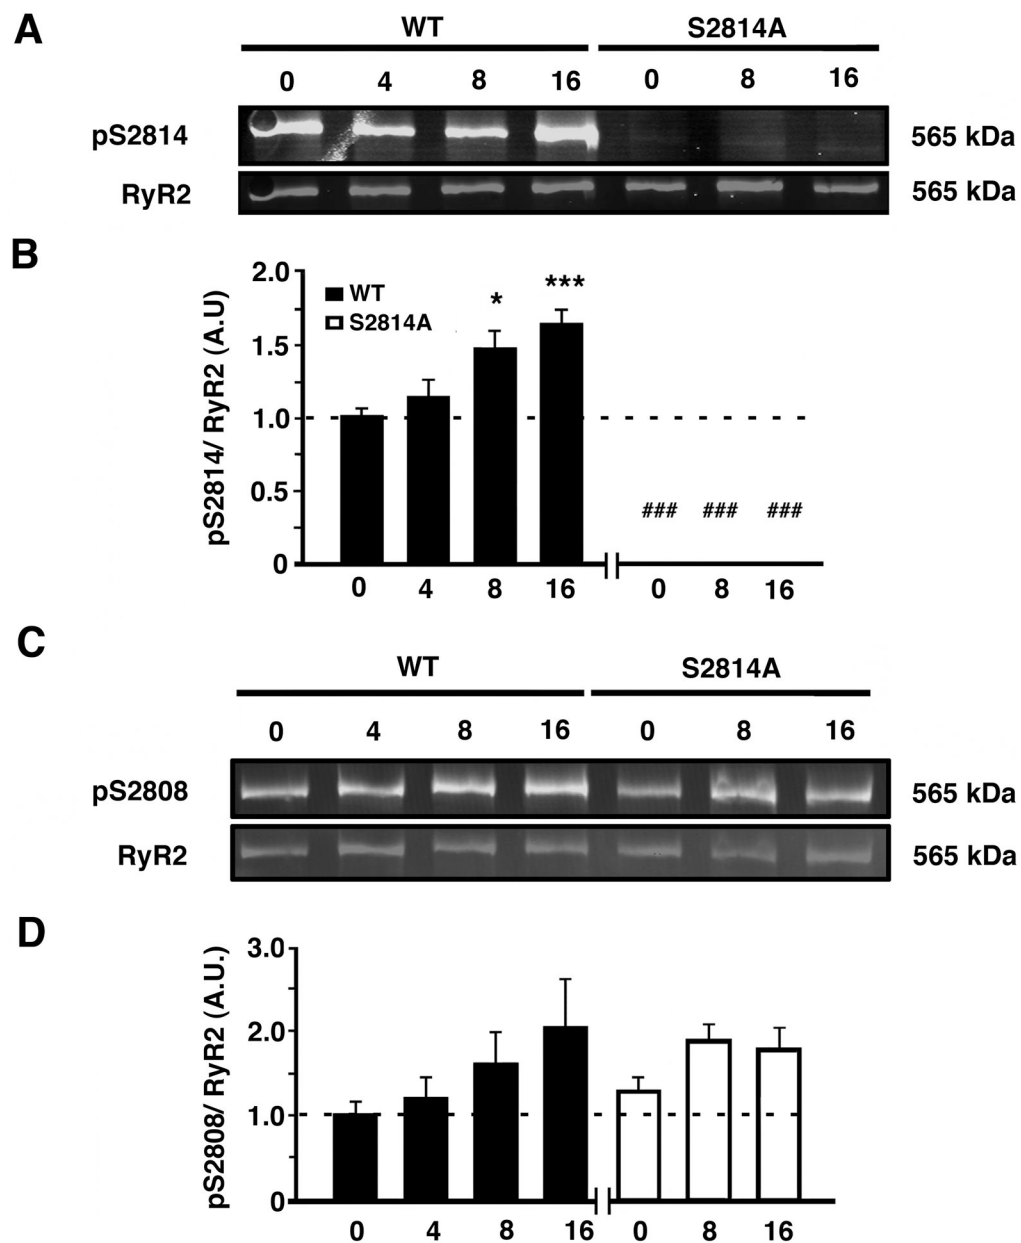 A
WT S2814A
0 4 8 16 0 8 16
pS2814 565 kDa
RyR2 565 kDa
B
pS2814/ RyR2 (A.U)
2.0
1.5
1.0
0.5
0
WT
S2814A
* ***
### ### ###
0 4 8 16 0 8 16
C
WT S2814A
0 4 8 16 0 8 16
pS2808 565 kDa
RyR2 565 kDa
D
pS2808/ RyR2 (A.U.)
3.0
2.0
1.0
0
0 4 8 16 0 8 16